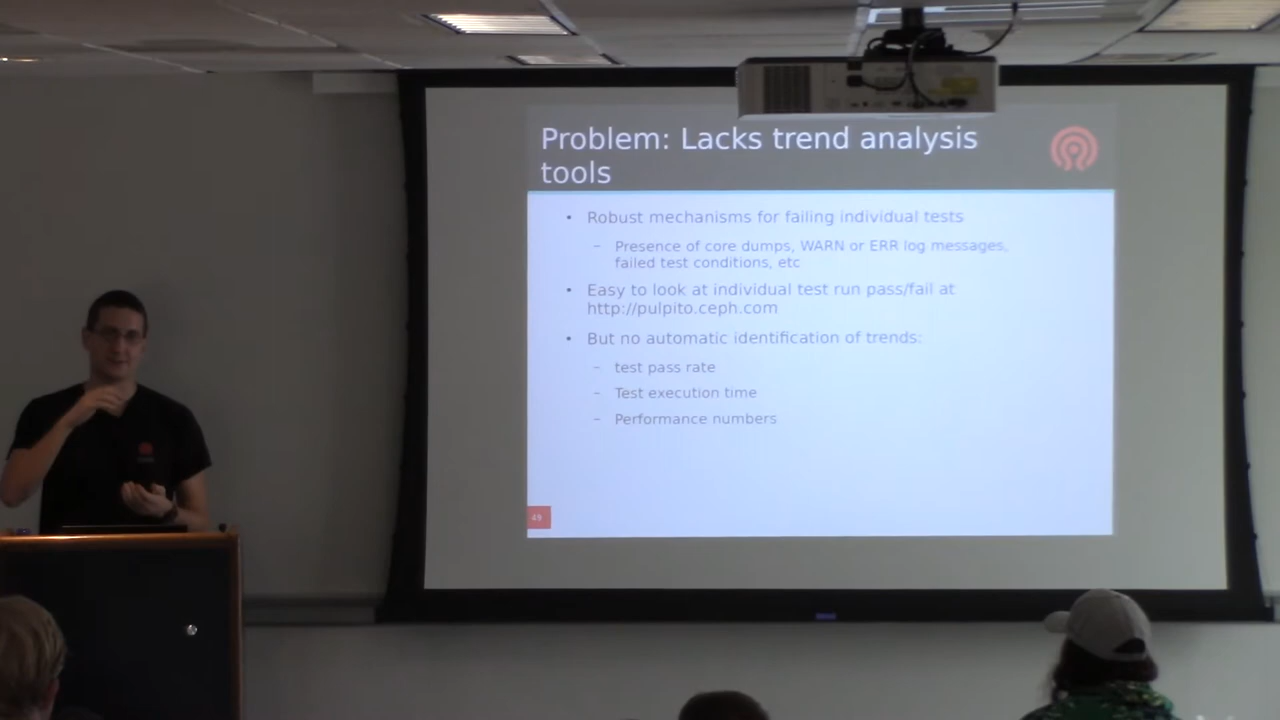 Problem: Lacks trend analysis
tools
• Robust mechanisms for failing individual tests
– Presence of core dumps, WARN or ERR log messages,
failed test conditions, etc
• Easy to look at individual test run pass/fail at
http://pulpito.ceph.com
• But no automatic identification of trends:
– test pass rate
– Test execution time
– Performance numbers
49